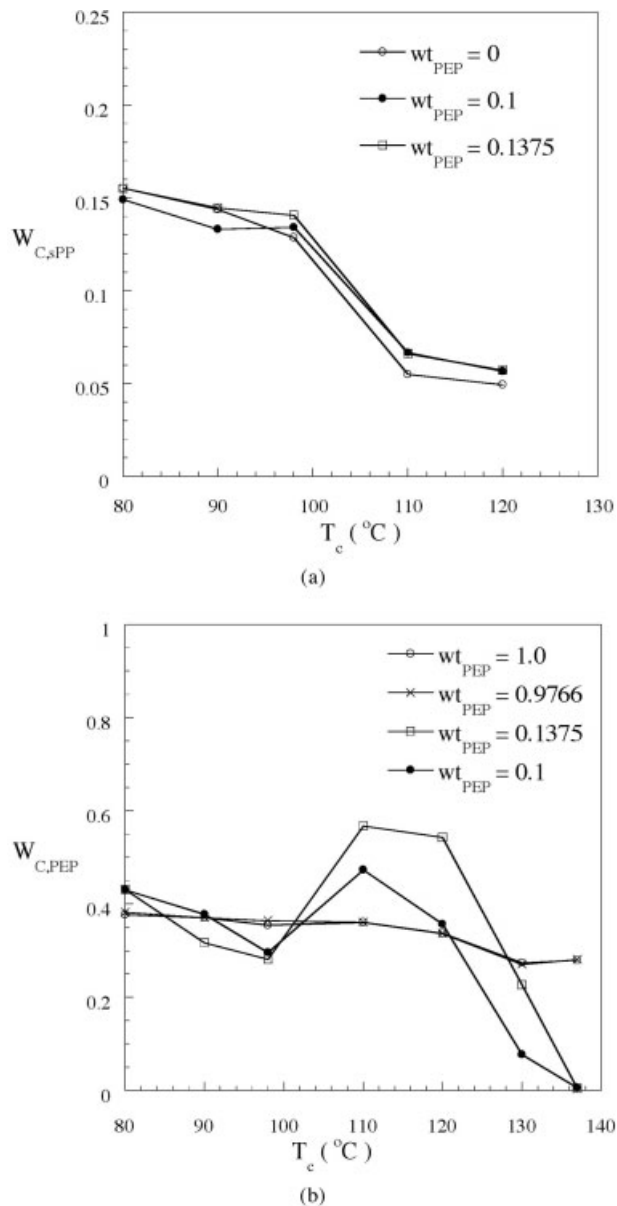 0.25
wt_PEP = 0
0.2
wt_PEP = 0.1
wt_PEP = 0.1375
0.15
W_C,sPP
0.1
0.05
0
80 90 100 110 120 130
T_c ( °C )
(a)
1
wt_PEP = 1.0
wt_PEP = 0.9766
0.8
wt_PEP = 0.1375
wt_PEP = 0.1
0.6
W_C,PEP
0.4
0.2
0
80 90 100 110 120 130 140
T_c ( °C )
(b)